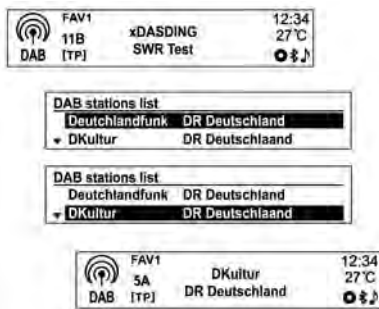 FAV1
12:34
11B
xDASDING
27℃
DAB
[TP]
SWR Test
DAB stations list
Deutchlandfunk DR Deutschland
DKultur DR Deutschlaand
DAB stations list
Deutchtandfunk DR Deutschland
DKultur DR Deutschlaand
FAV1
12:34
5A
DKultur
27℃
DAB
[TP]
DR Deutschland